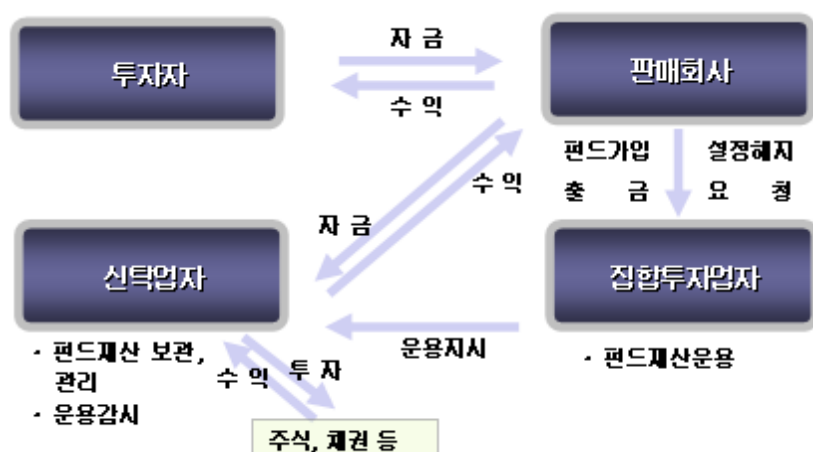 자 금
투자자
판매회사
수 익
펀드가입 설정해지
출 금 요 청
수 익
자 금
신탁업자
집합투자업자
운용지시
· 펀드재산 보관,
관리
· 운용감시
· 펀드재산운용
수 익
투 자
주식, 채권 등